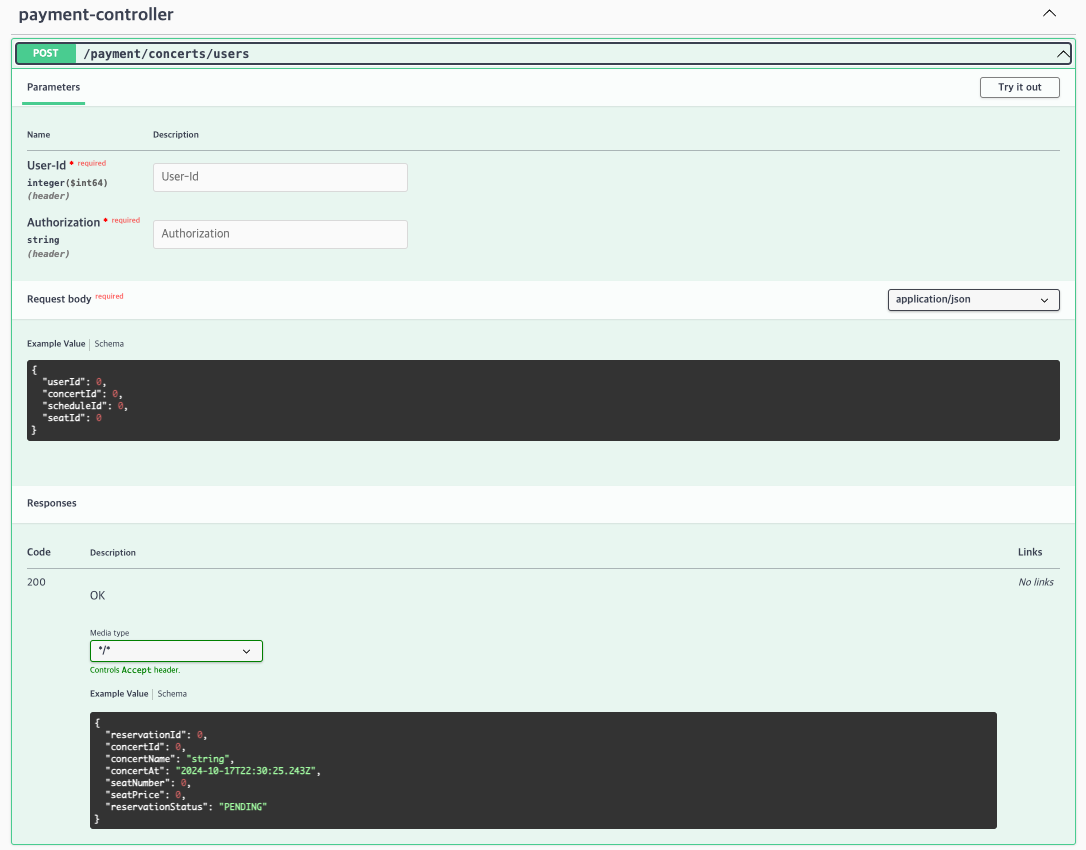 payment-controller
POST /payment/concerts/users
Parameters
Try it out
Name Description
User-Id * required
integer($int64)
(header)
User-Id
Authorization * required
string
(header)
Authorization
Request body required
application/json
Example Value | Schema
{
  "userId": 0,
  "concertId": 0,
  "scheduleId": 0,
  "seatId": 0
}
Responses
Code Description Links
200
OK
No links
Media type
*/*
Controls Accept header.
Example Value | Schema
{
  "reservationId": 0,
  "concertId": 0,
  "concertName": "string",
  "concertAt": "2024-10-17T22:30:25.243Z",
  "seatNumber": 0,
  "seatPrice": 0,
  "reservationStatus": "PENDING"
}